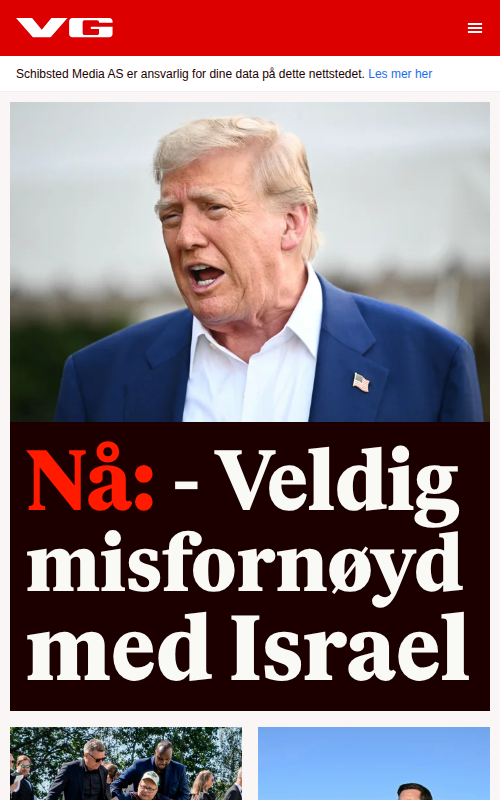 VG
Schibsted Media AS er ansvarlig for dine data på dette nettstedet. Les mer her
Nå: - Veldig
misfornøyd
med Israel